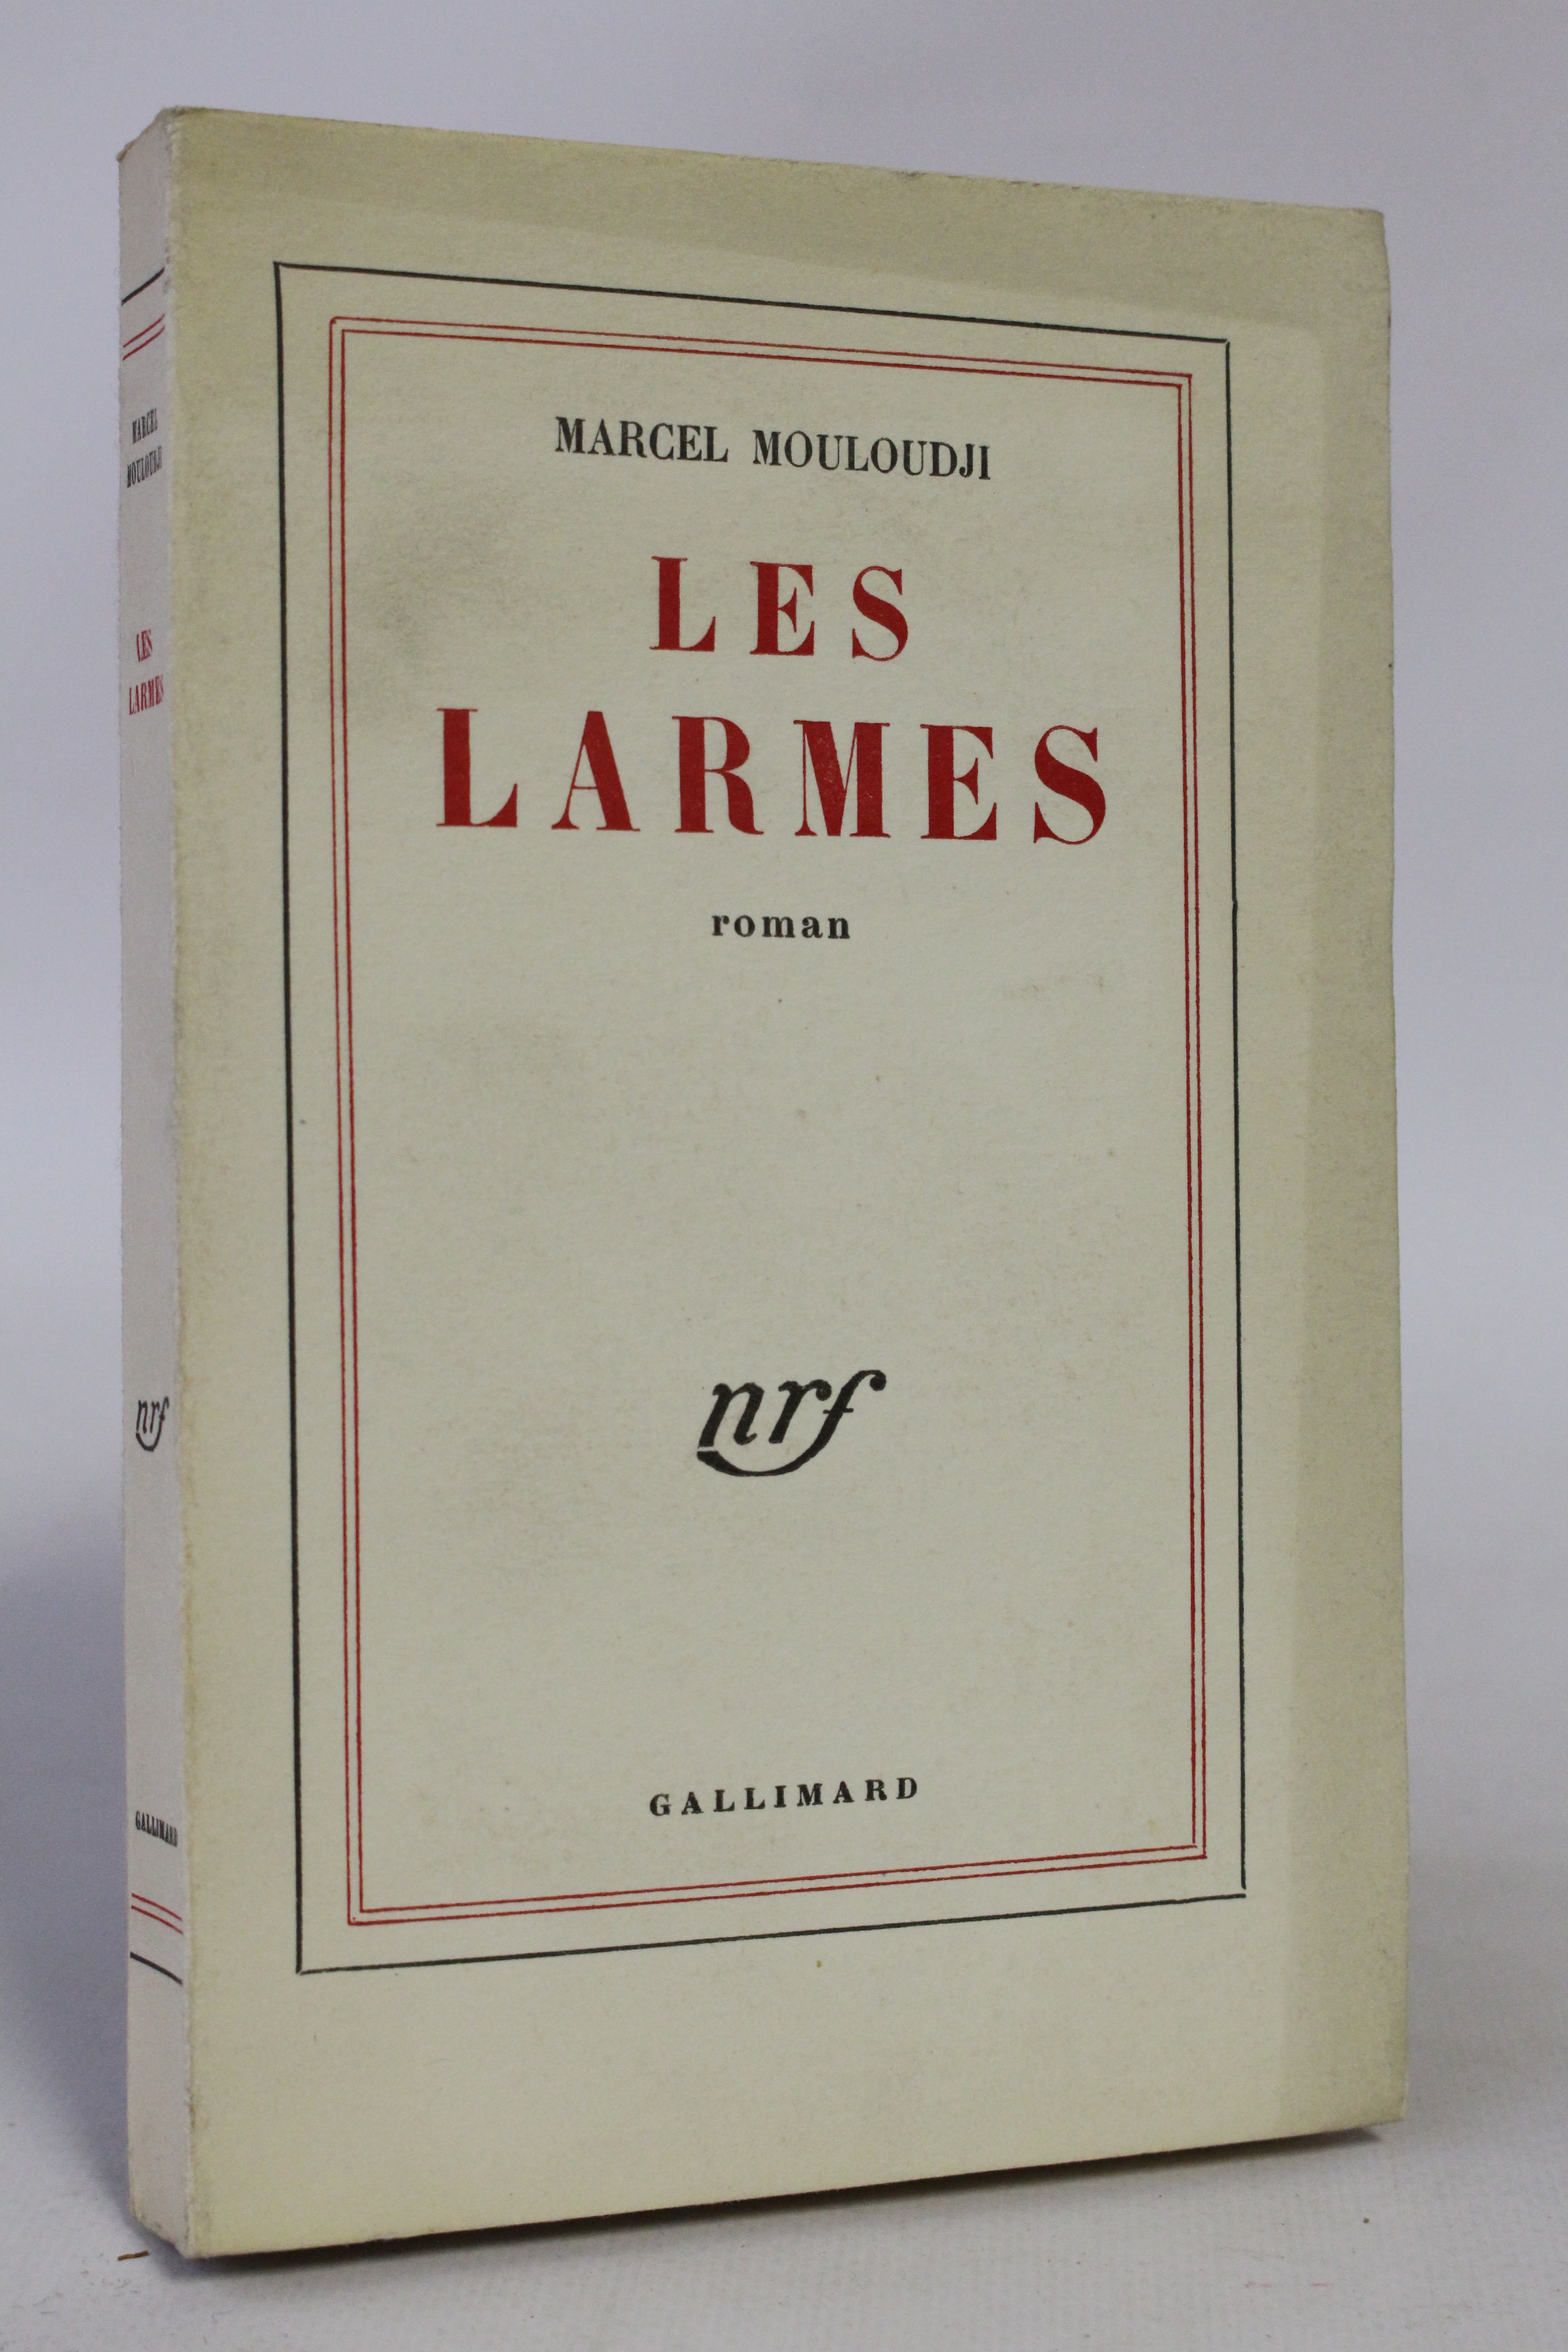 MARCEL MOULOUDJI
LES
LARMES
roman
nrf
GALLIMARD
MARCEL
MOULOUDJI
LES
LARMES
nrf
GALLIMARD